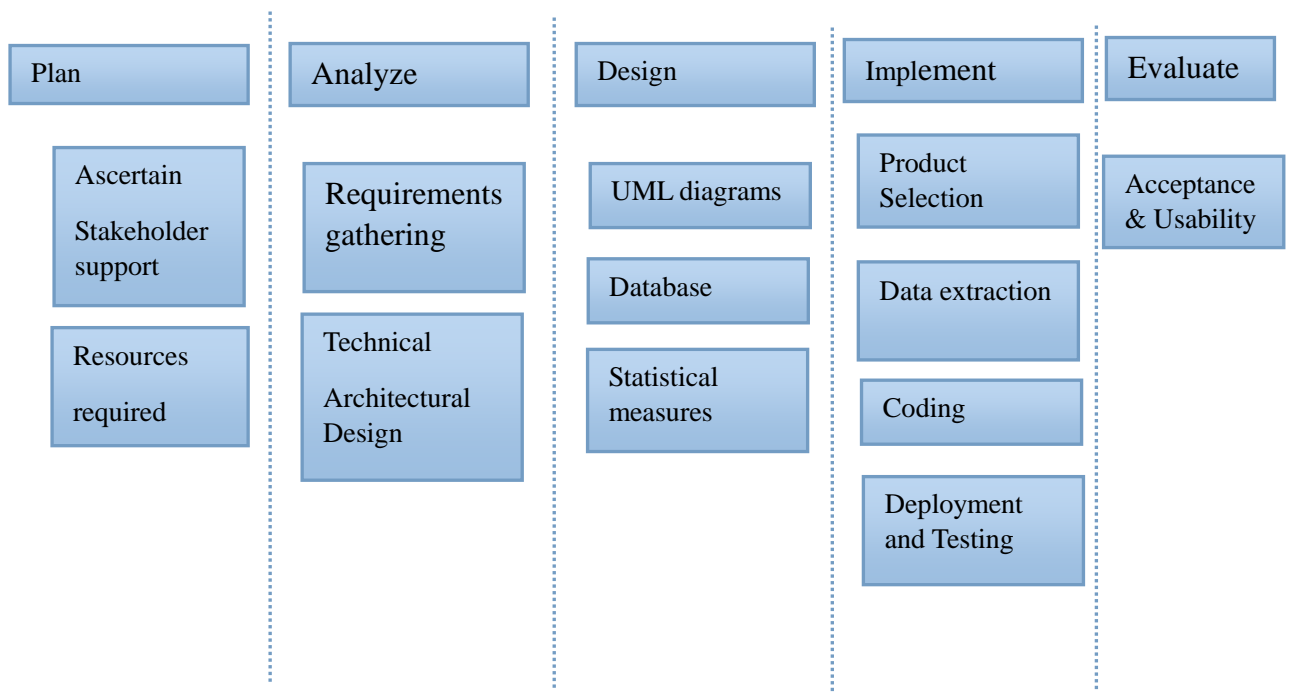 Plan
Ascertain
Stakeholder
support
Resources
required
Analyze
Requirements
gathering
Technical
Architectural
Design
Design
UML diagrams
Database
Statistical
measures
Implement
Product
Selection
Data extraction
Coding
Deployment
and Testing
Evaluate
Acceptance
& Usability